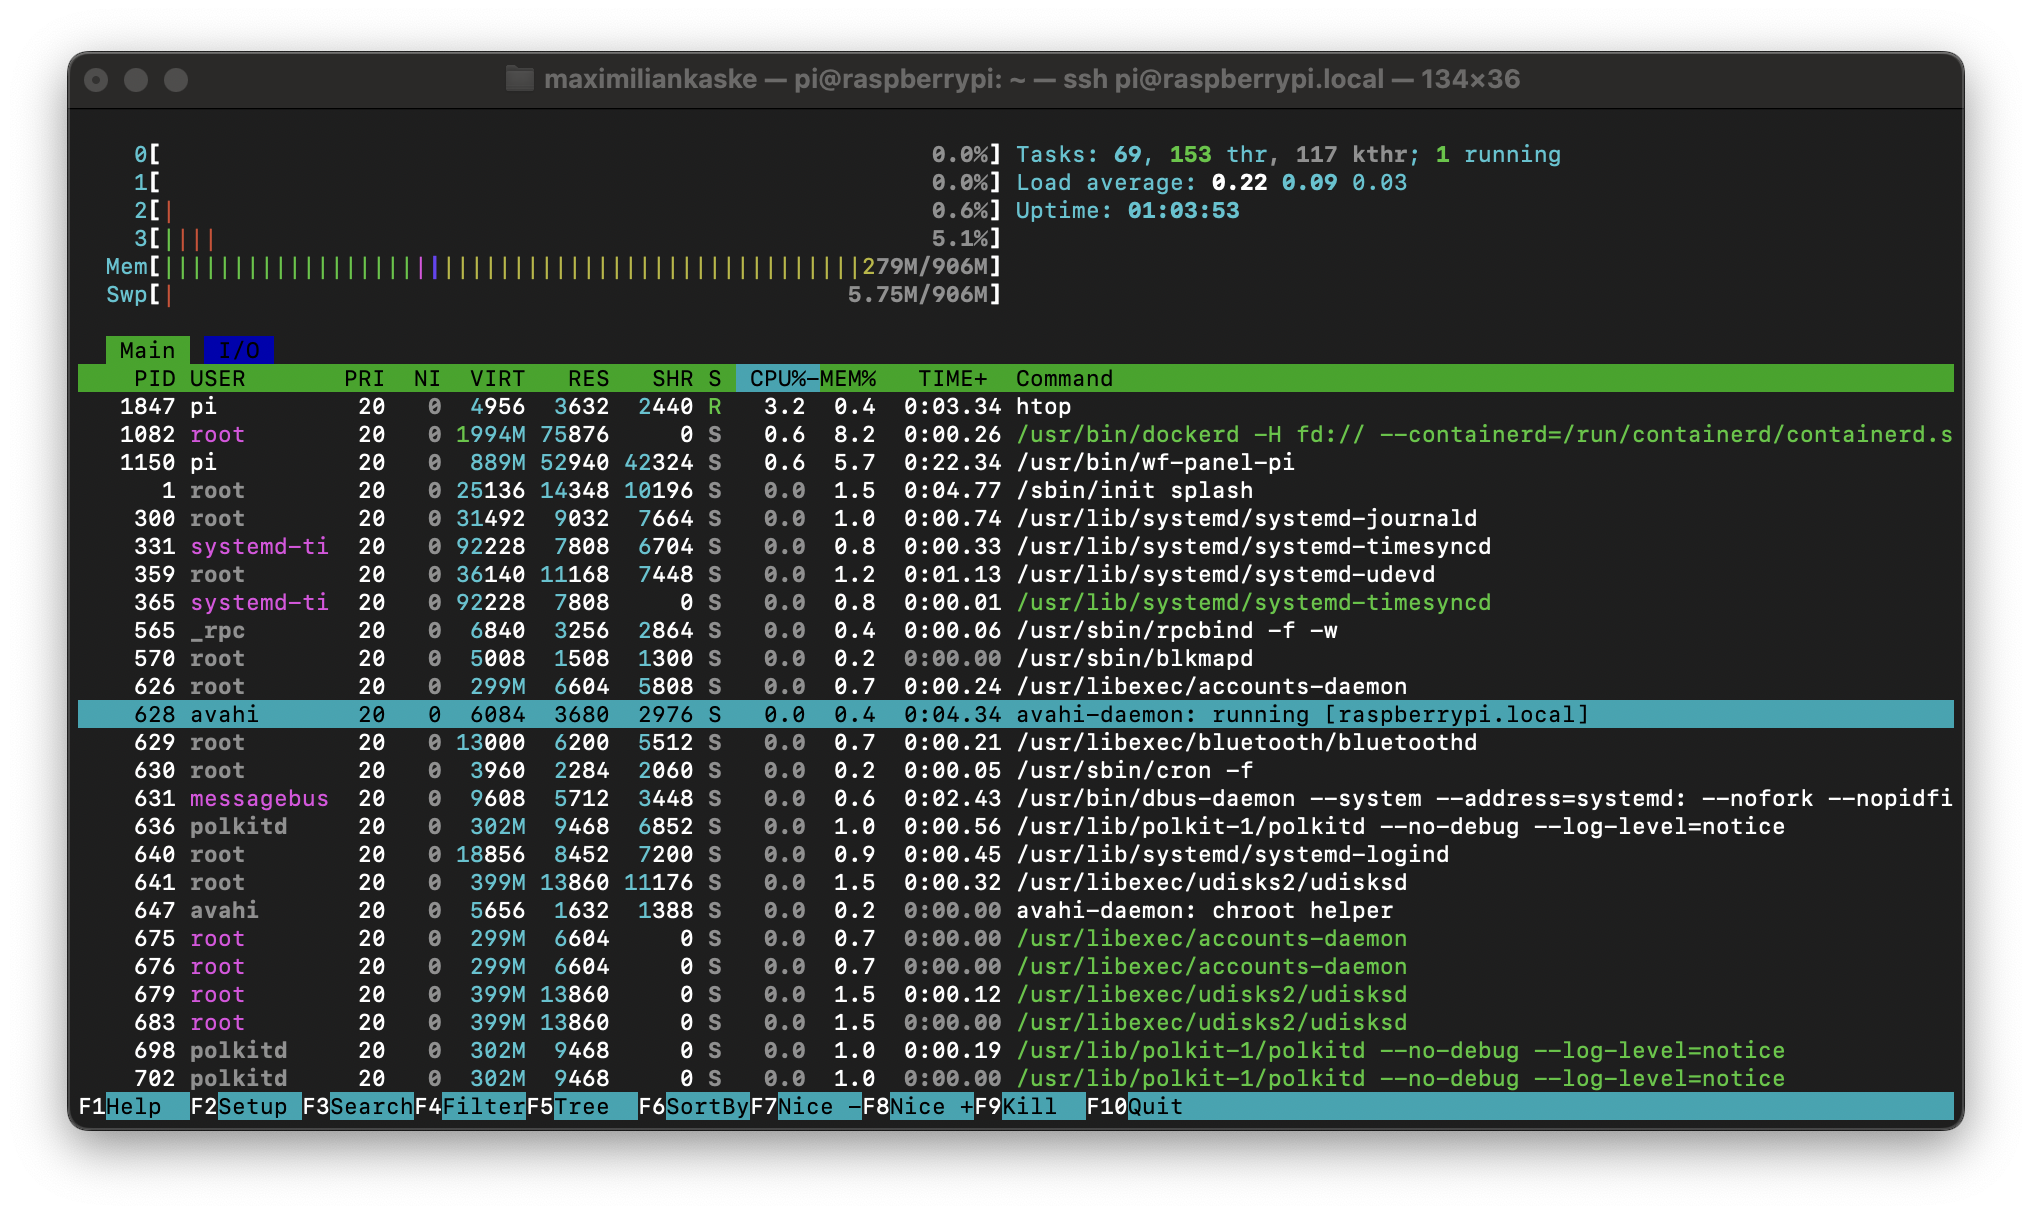 maximiliankaske — pi@raspberrypi: ~ — ssh pi@raspberrypi.local — 134×36
0[ 0.0%] Tasks: 69, 153 thr, 117 kthr; 1 running
1[ 0.0%] Load average: 0.22 0.09 0.03
2[| 0.6%] Uptime: 01:03:53
3[|||| 5.1%]
Mem[||||||||||||||||||||||||||||||||||||||||||||||||||279M/906M]
Swp[| 5.75M/906M]
Main I/O
PID USER PRI NI VIRT RES SHR S CPU%-MEM% TIME+ Command
1847 pi 20 0 4956 3632 2440 R 3.2 0.4 0:03.34 htop
1082 root 20 0 1994M 75876 0 S 0.6 8.2 0:00.26 /usr/bin/dockerd -H fd:// --containerd=/run/containerd/containerd.s
1150 pi 20 0 889M 52940 42324 S 0.6 5.7 0:22.34 /usr/bin/wf-panel-pi
1 root 20 0 25136 14348 10196 S 0.0 1.5 0:04.77 /sbin/init splash
300 root 20 0 31492 9032 7664 S 0.0 1.0 0:00.74 /usr/lib/systemd/systemd-journald
331 systemd-ti 20 0 92228 7808 6704 S 0.0 0.8 0:00.33 /usr/lib/systemd/systemd-timesyncd
359 root 20 0 36140 11168 7448 S 0.0 1.2 0:01.13 /usr/lib/systemd/systemd-udevd
365 systemd-ti 20 0 92228 7808 0 S 0.0 0.8 0:00.01 /usr/lib/systemd/systemd-timesyncd
565 _rpc 20 0 6840 3256 2864 S 0.0 0.4 0:00.06 /usr/sbin/rpcbind -f -w
570 root 20 0 5008 1508 1300 S 0.0 0.2 0:00.00 /usr/sbin/blkmapd
626 root 20 0 299M 6604 5808 S 0.0 0.7 0:00.24 /usr/libexec/accounts-daemon
628 avahi 20 0 6084 3680 2976 S 0.0 0.4 0:04.34 avahi-daemon: running [raspberrypi.local]
629 root 20 0 13000 6200 5512 S 0.0 0.7 0:00.21 /usr/libexec/bluetooth/bluetoothd
630 root 20 0 3960 2284 2060 S 0.0 0.2 0:00.05 /usr/sbin/cron -f
631 messagebus 20 0 9608 5712 3448 S 0.0 0.6 0:02.43 /usr/bin/dbus-daemon --system --address=systemd: --nofork --nopidfi
636 polkitd 20 0 302M 9468 6852 S 0.0 1.0 0:00.56 /usr/lib/polkit-1/polkitd --no-debug --log-level=notice
640 root 20 0 18856 8452 7200 S 0.0 0.9 0:00.45 /usr/lib/systemd/systemd-logind
641 root 20 0 399M 13860 11176 S 0.0 1.5 0:00.32 /usr/libexec/udisks2/udisksd
647 avahi 20 0 5656 1632 1388 S 0.0 0.2 0:00.00 avahi-daemon: chroot helper
675 root 20 0 299M 6604 0 S 0.0 0.7 0:00.00 /usr/libexec/accounts-daemon
676 root 20 0 299M 6604 0 S 0.0 0.7 0:00.00 /usr/libexec/accounts-daemon
679 root 20 0 399M 13860 0 S 0.0 1.5 0:00.12 /usr/libexec/udisks2/udisksd
683 root 20 0 399M 13860 0 S 0.0 1.5 0:00.00 /usr/libexec/udisks2/udisksd
698 polkitd 20 0 302M 9468 0 S 0.0 1.0 0:00.19 /usr/lib/polkit-1/polkitd --no-debug --log-level=notice
702 polkitd 20 0 302M 9468 0 S 0.0 1.0 0:00.00 /usr/lib/polkit-1/polkitd --no-debug --log-level=notice
F1Help F2Setup F3SearchF4FilterF5Tree F6SortByF7Nice -F8Nice +F9Kill F10Quit